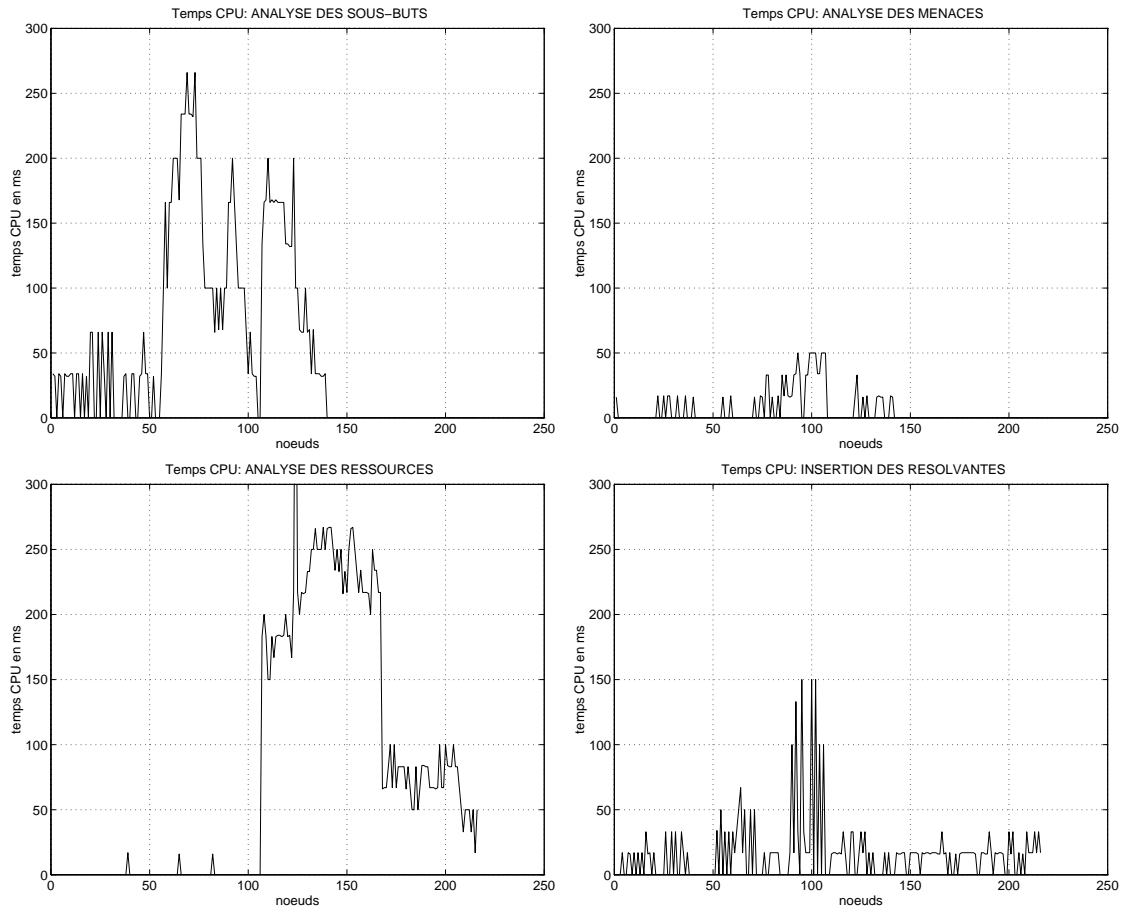 Temps CPU: ANALYSE DES SOUS−BUTS
300
250
200
150
100
50
0
temps CPU en ms
0 50 100 150 200 250
noeuds
Temps CPU: ANALYSE DES MENACES
300
250
200
150
100
50
0
temps CPU en ms
0 50 100 150 200 250
noeuds
Temps CPU: ANALYSE DES RESSOURCES
300
250
200
150
100
50
0
temps CPU en ms
0 50 100 150 200 250
noeuds
Temps CPU: INSERTION DES RESOLVANTES
300
250
200
150
100
50
0
temps CPU en ms
0 50 100 150 200 250
noeuds